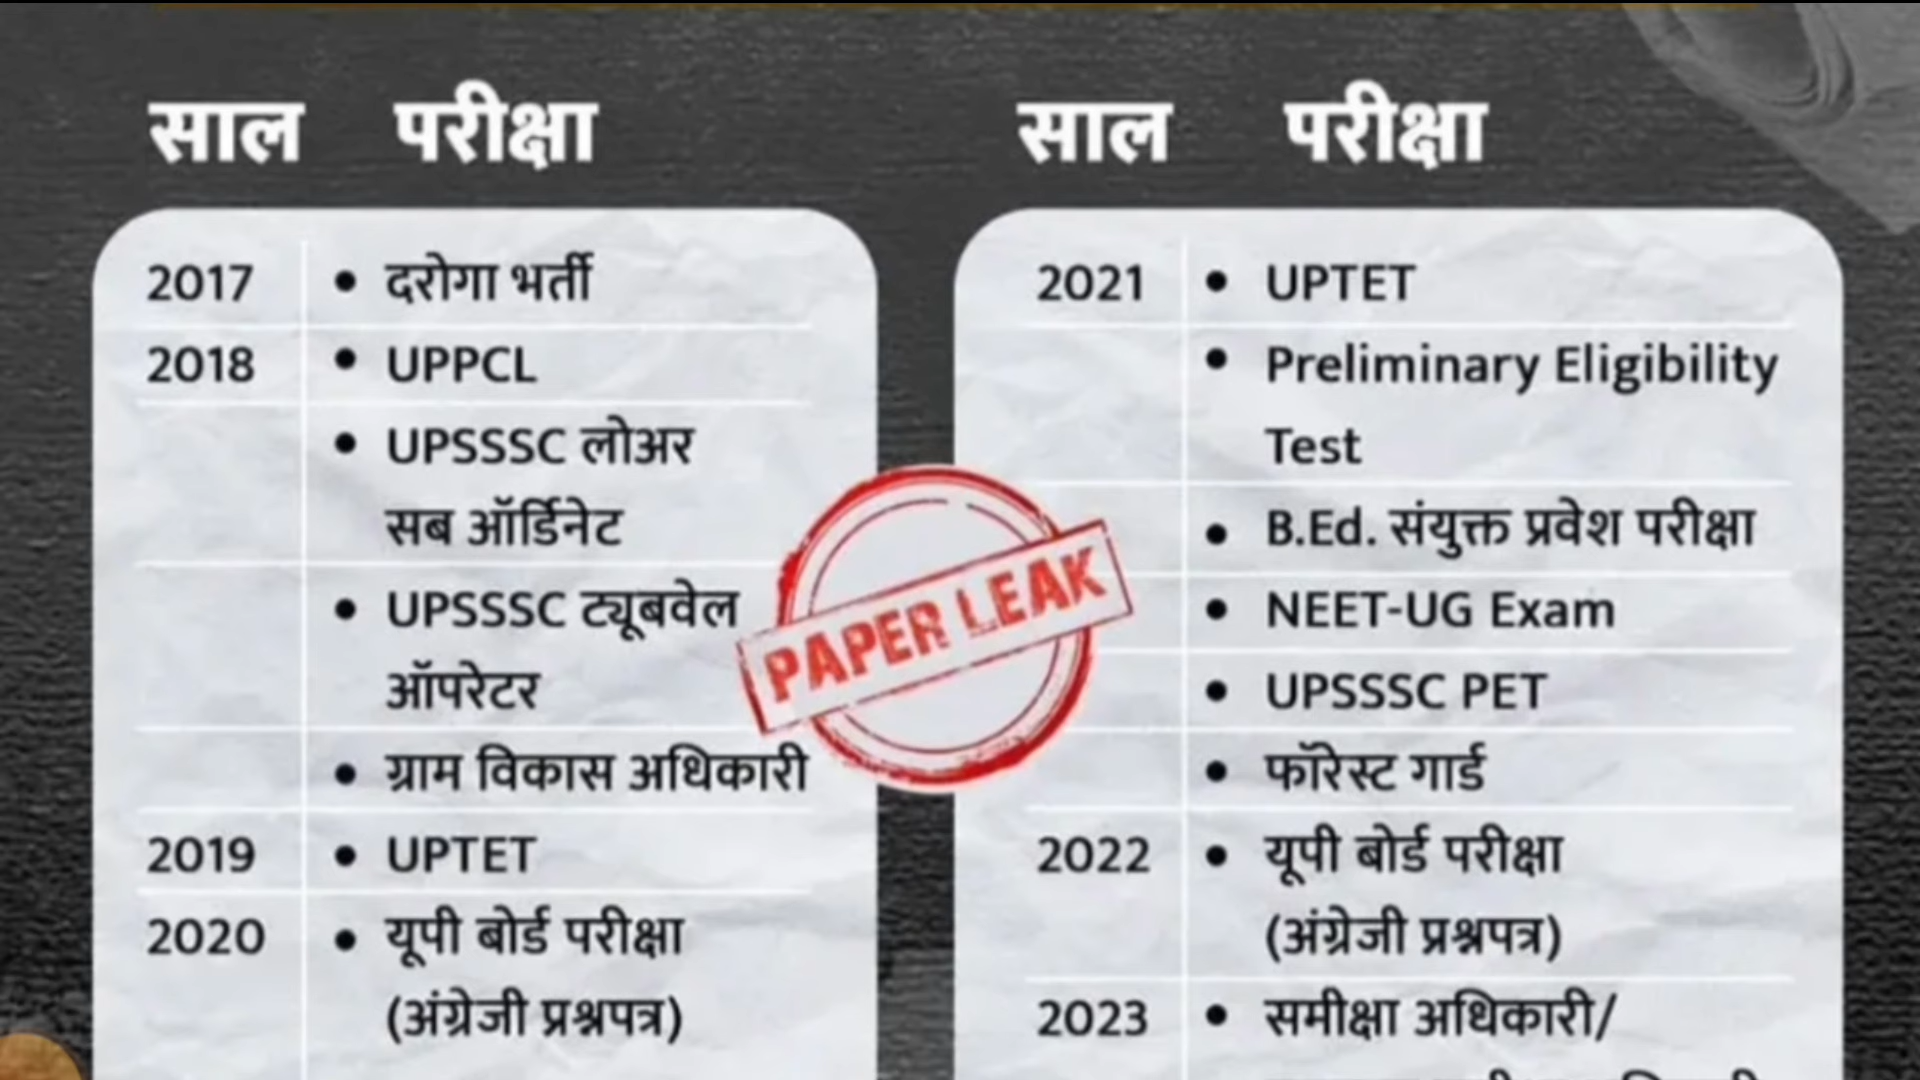 साल परीक्षा
2017 • दरोगा भर्ती
2018 • UPPCL
• UPSSSC लोअर
सब ऑर्डिनेट
• UPSSSC ट्यूबवेल
ऑपरेटर
• ग्राम विकास अधिकारी
2019 • UPTET
2020 • यूपी बोर्ड परीक्षा
(अंग्रेजी प्रश्नपत्र)
PAPER LEAK
साल परीक्षा
2021 • UPTET
• Preliminary Eligibility
Test
• B.Ed. संयुक्त प्रवेश परीक्षा
• NEET-UG Exam
• UPSSSC PET
• फॉरेस्ट गार्ड
2022 • यूपी बोर्ड परीक्षा
(अंग्रेजी प्रश्नपत्र)
2023 • समीक्षा अधिकारी/